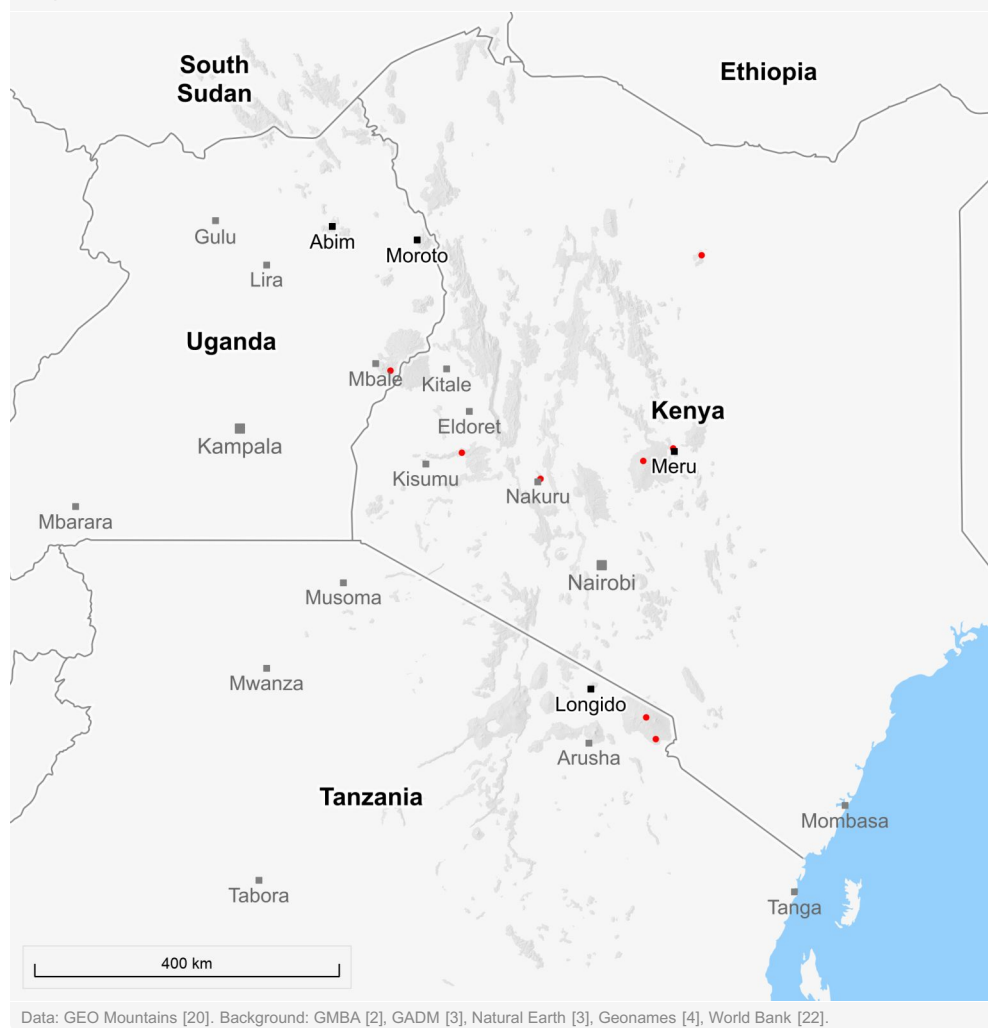 South
Sudan
Ethiopia
Gulu
Abim
Moroto
Lira
Uganda
Mbale
Kitale
Kenya
Eldoret
Kampala
Kisumu
Meru
Nakuru
Mbarara
Nairobi
Musoma
Mwanza
Longido
Arusha
Tanzania
Mombasa
Tabora
Tanga
400 km
Data: GEO Mountains [20]. Background: GMBA [2], GADM [3], Natural Earth [3], Geonames [4], World Bank [22].